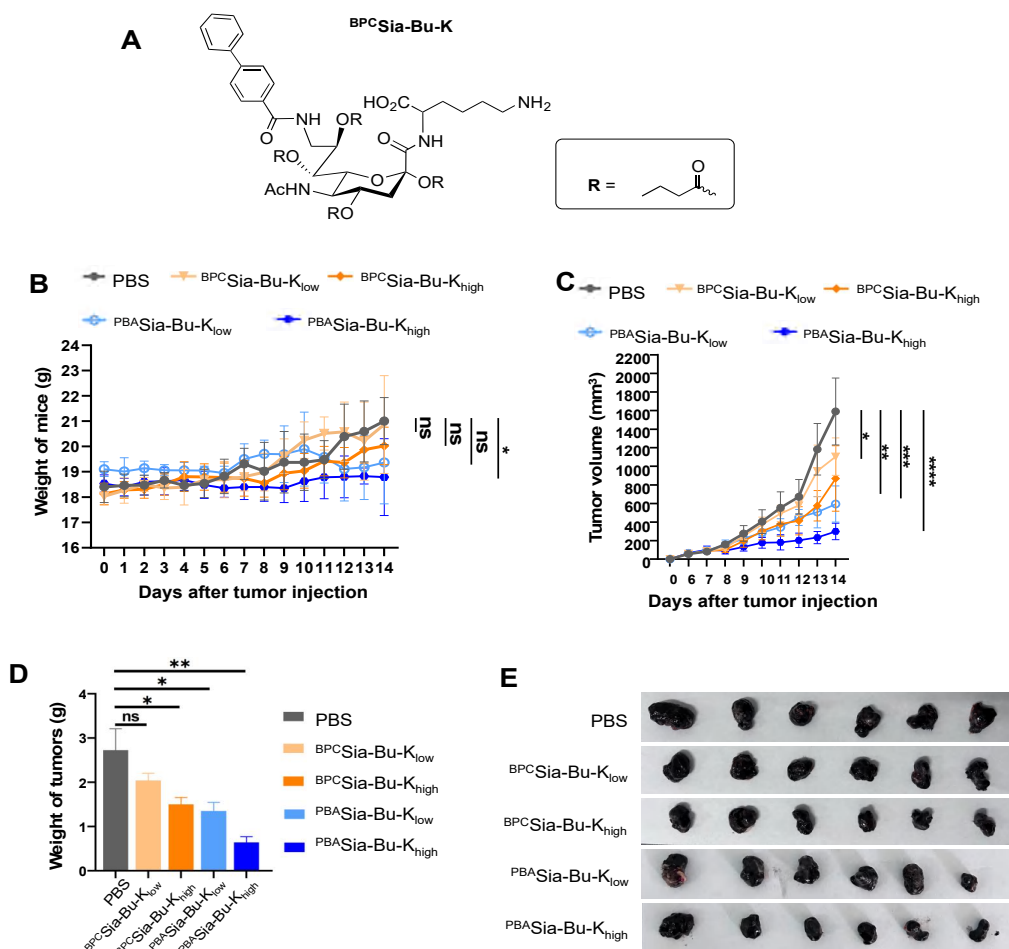 A
BPCSia-Bu-K
CO
HO2C
NH2
O
NH
OR
O
NH
RO
O
AcHN
OR
RO
R =
O
B
PBS
BPCSia-Bu-Klow
BPCSia-Bu-Khigh
PBASia-Bu-Klow
PBASia-Bu-Khigh
Weight of mice (g)
24
23
22
21
20
19
18
17
16
0 1 2 3 4 5 6 7 8 9 10 11 12 13 14
Days after tumor injection
ns
ns
ns
*
C
PBS
BPCSia-Bu-Klow
BPCSia-Bu-Khigh
PBASia-Bu-Klow
PBASia-Bu-Khigh
Tumor volume (mm3)
2200
2000
1800
1600
1400
1200
1000
800
600
400
200
0 6 7 8 9 10 11 12 13 14
Days after tumor injection
*
**
***
****
D
Weight of tumors (g)
4
3
2
1
0
**
*
*
ns
PBS
BPCSia-Bu-Klow
BPCSia-Bu-Khigh
PBASia-Bu-Klow
PBASia-Bu-Khigh
PBS
BPCSia-Bu-Klow
BPCSia-Bu-Khigh
PBASia-Bu-Klow
PBASia-Bu-Khigh
E
PBS
BPCSia-Bu-Klow
BPCSia-Bu-Khigh
PBASia-Bu-Klow
PBASia-Bu-Khigh